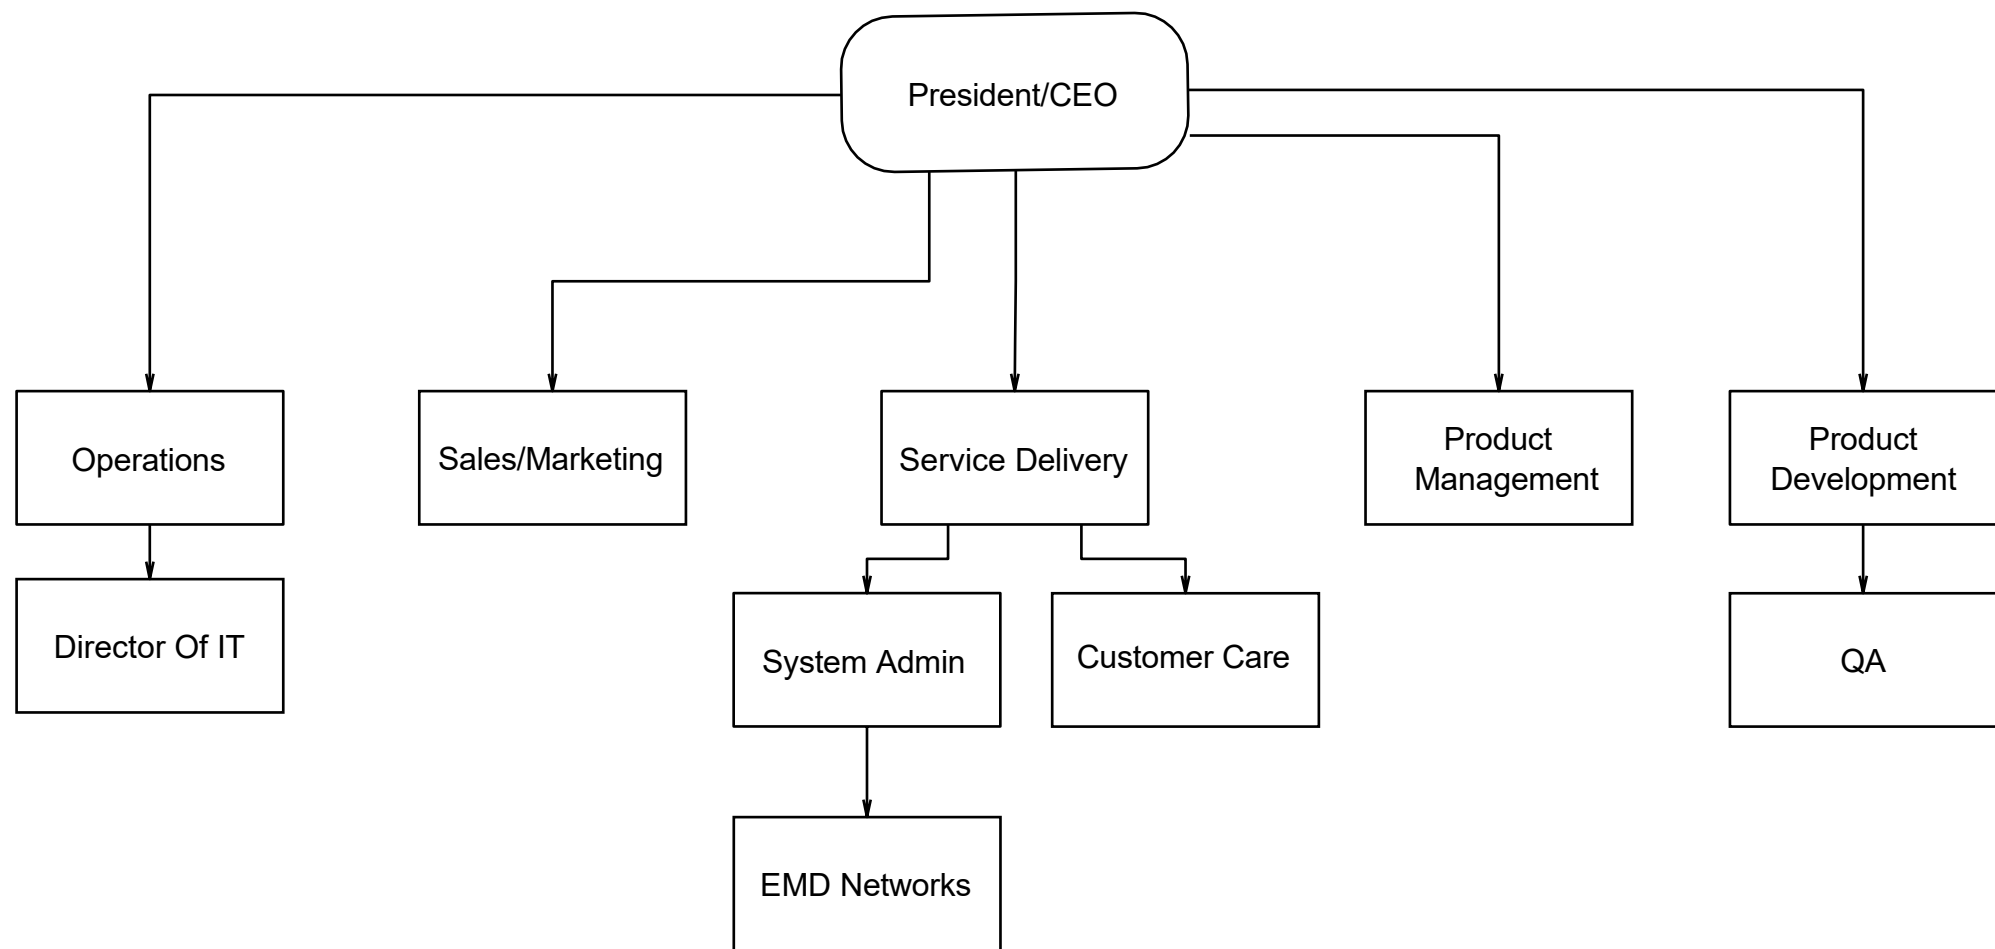 President/CEO
Operations
Sales/Marketing
Service Delivery
Product
Management
Product
Development
Director Of IT
System Admin
Customer Care
QA
EMD Networks